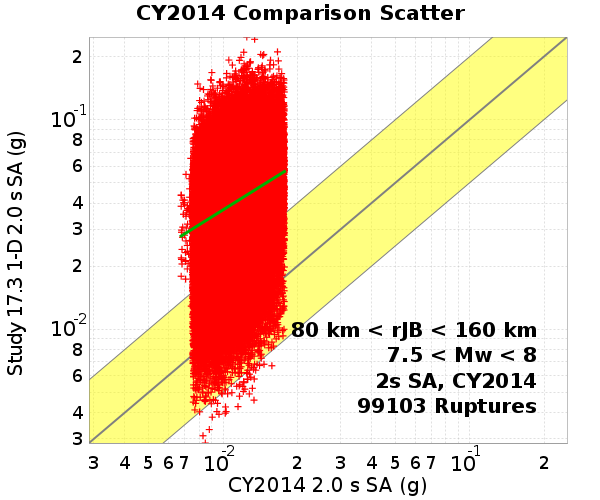 CY2014 Comparison Scatter
Study 17.3 1-D 2.0 s SA (g)
2
10-1
8
6
4
3
2
10-2
8
6
4
3
80 km < rJB < 160 km
7.5 < Mw < 8
2s SA, CY2014
99103 Ruptures
3 4 5 6 7 10-2 2 3 4 5 6 7 10-1 2
CY2014 2.0 s SA (g)